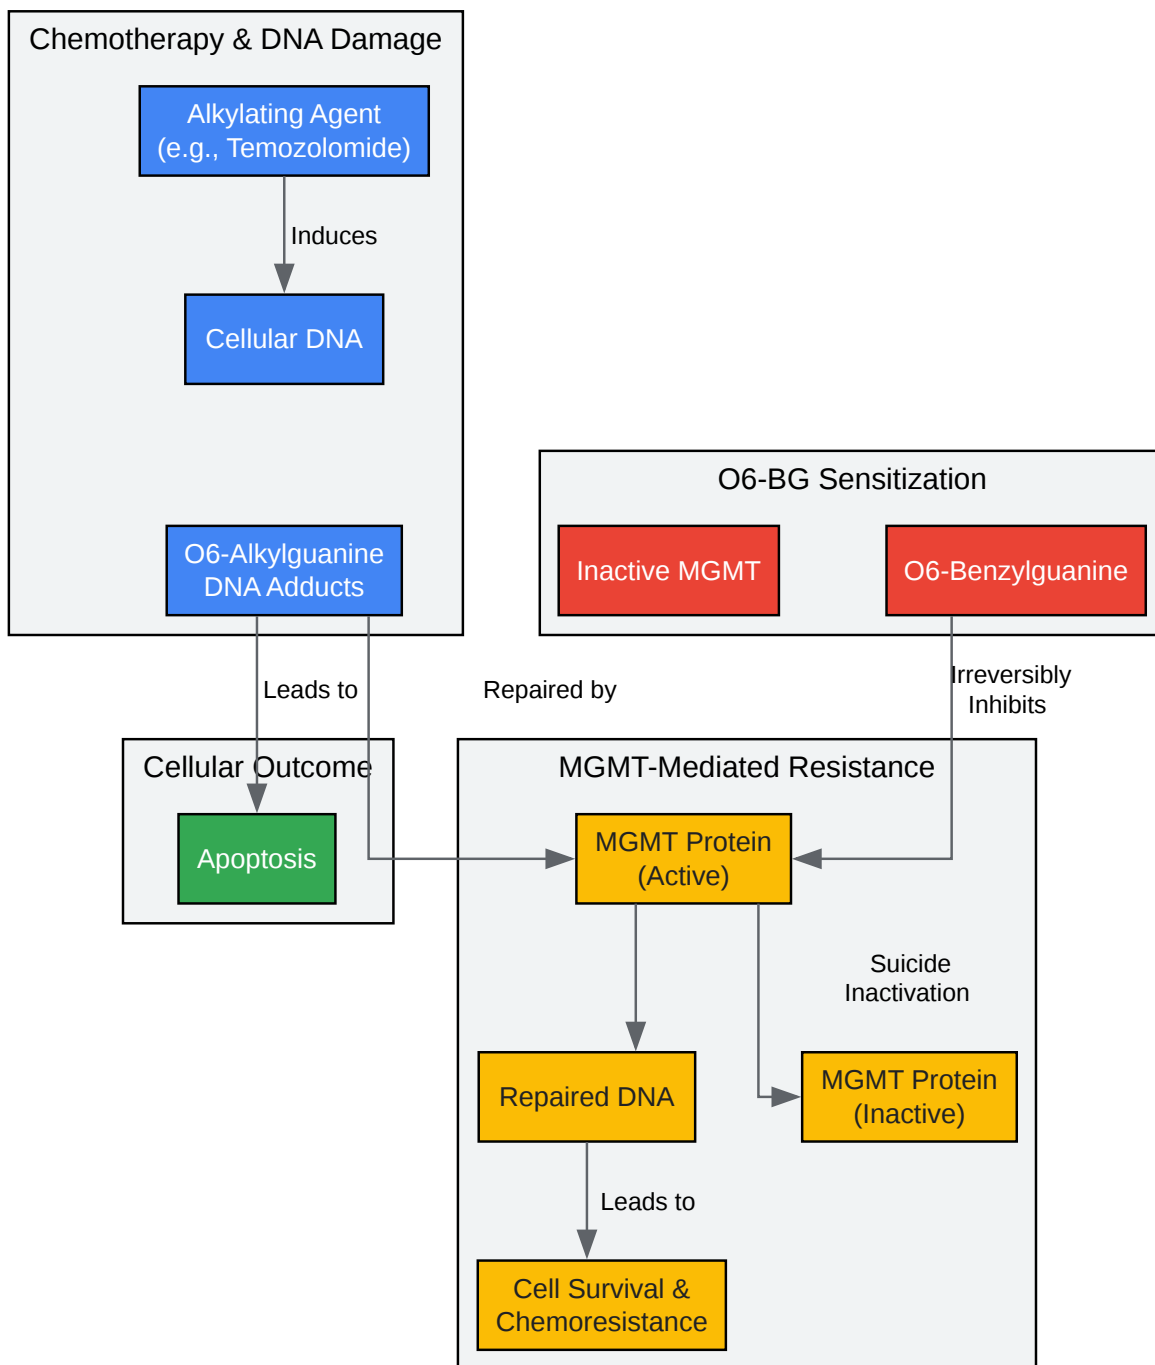 Chemotherapy & DNA Damage
Alkylating Agent
(e.g., Temozolomide)
Induces
Cellular DNA
O6-Alkylguanine
DNA Adducts
O6-BG Sensitization
Inactive MGMT
O6-Benzylguanine
Leads to
Repaired by
Irreversibly
Inhibits
Cellular Outcome
Apoptosis
MGMT-Mediated Resistance
MGMT Protein
(Active)
Suicide
Inactivation
Repaired DNA
MGMT Protein
(Inactive)
Leads to
Cell Survival &
Chemoresistance